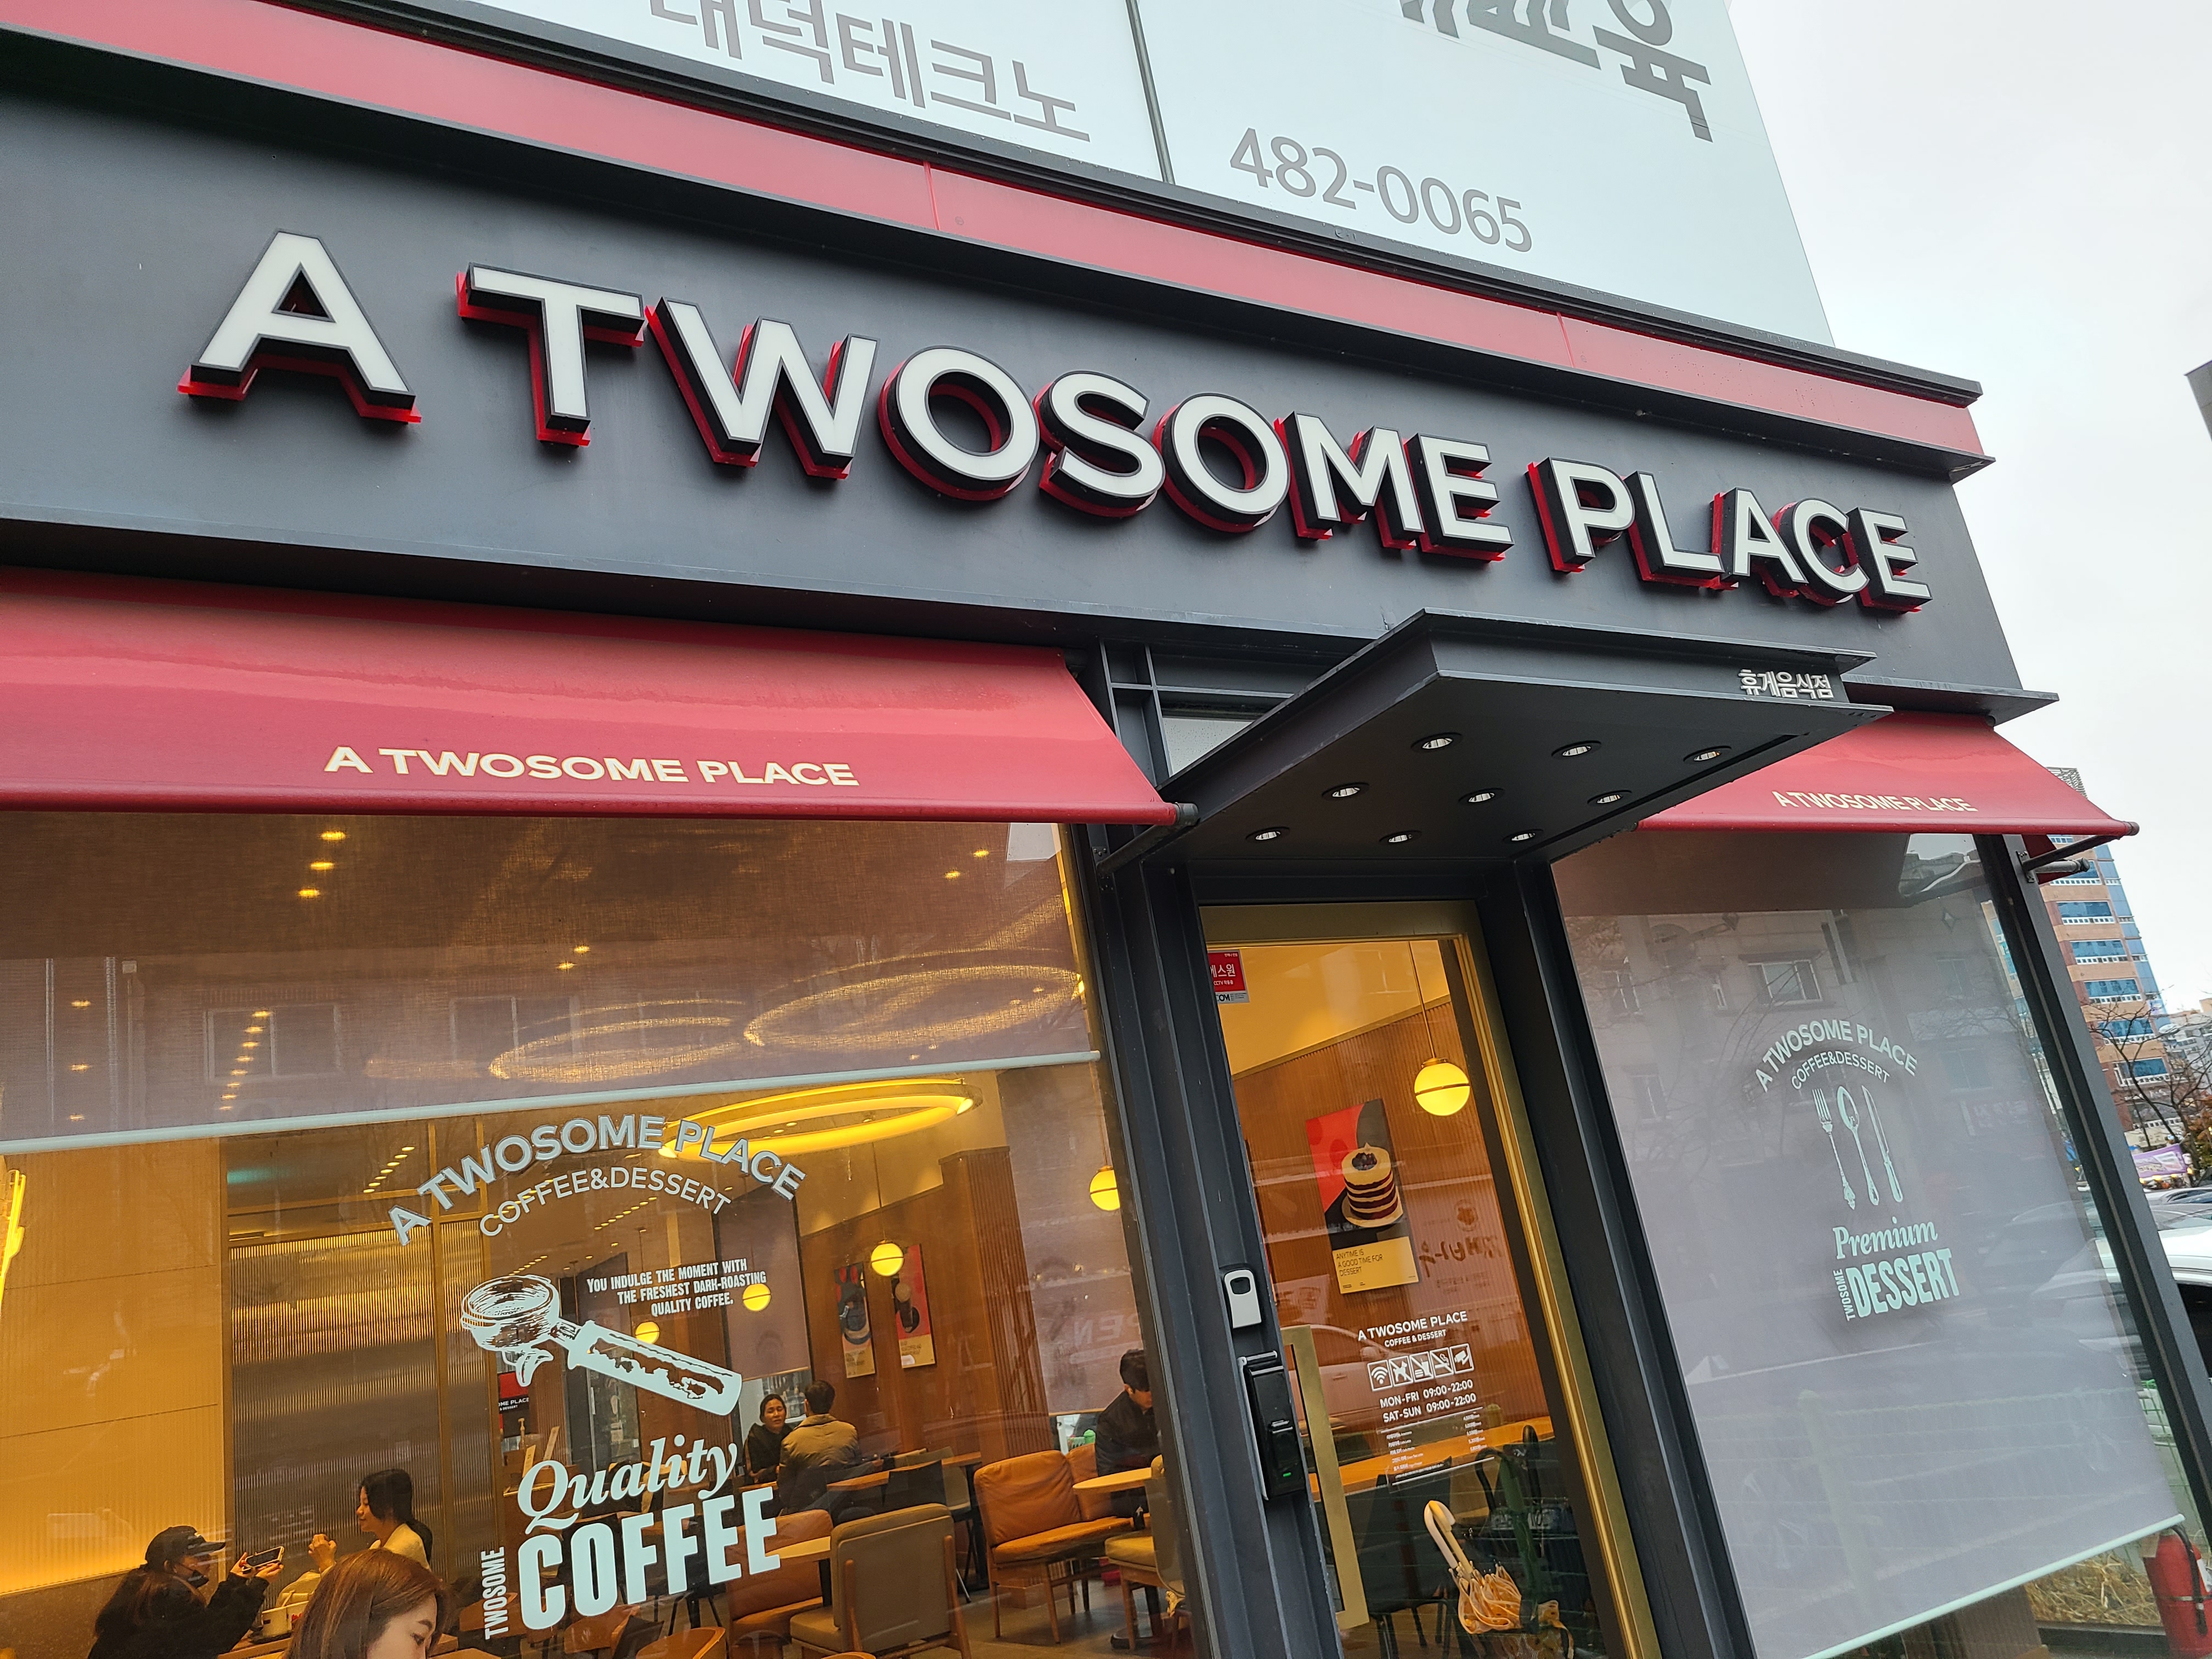 대덕테크노
482-0065
A TWOSOME PLACE
휴게음식점
A TWOSOME PLACE
A TWOSOME PLACE
에스원
A TWOSOME PLACE
COFFEE&DESSERT
YOU INDULGE THE MOMENT WITH
THE FRESHEST DARK-ROASTING
QUALITY COFFEE.
Quality
TWOSOME COFFEE
ANYTIME IS
A GOOD TIME FOR
DESSERT
A TWOSOME PLACE
COFFEE & DESSERT
MON-FRI 09:00-22:00
SAT-SUN 09:00-22:00
A TWOSOME PLACE
COFFEE&DESSERT
Premium
TWOSOME DESSERT